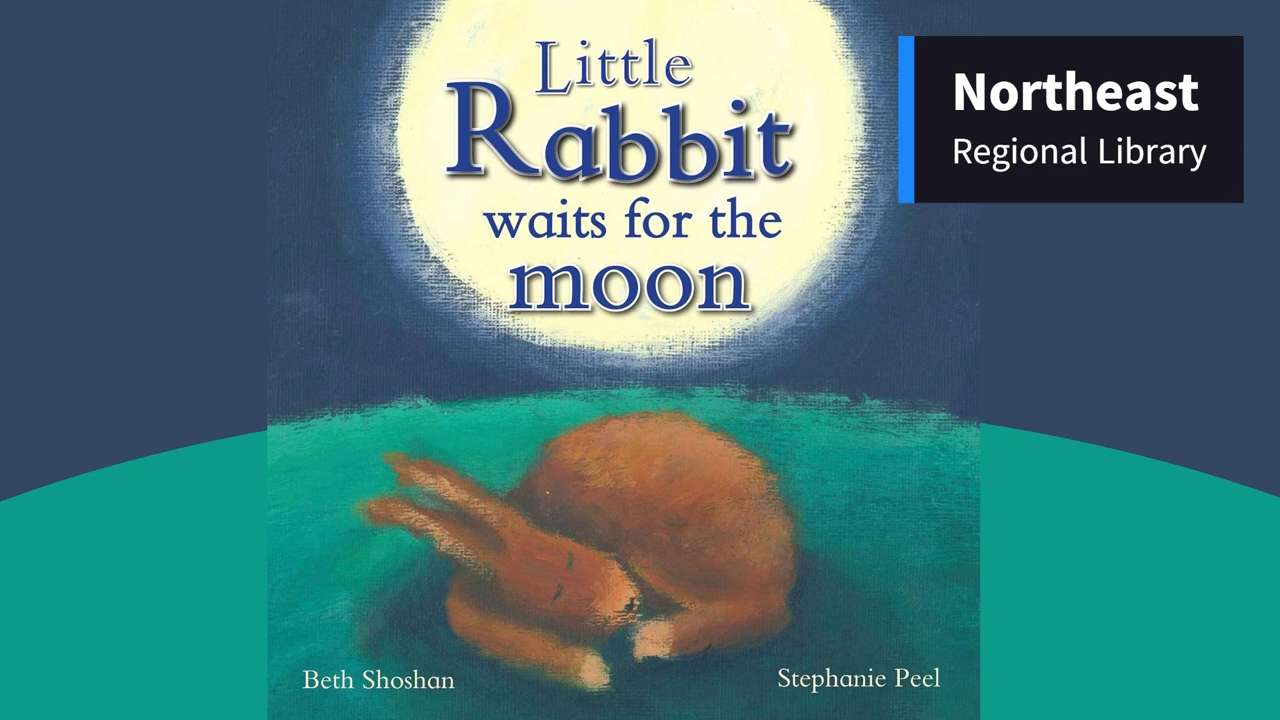 Little
Rabbit
waits for the
moon
Northeast
Regional Library
Beth Shoshan
Stephanie Peel